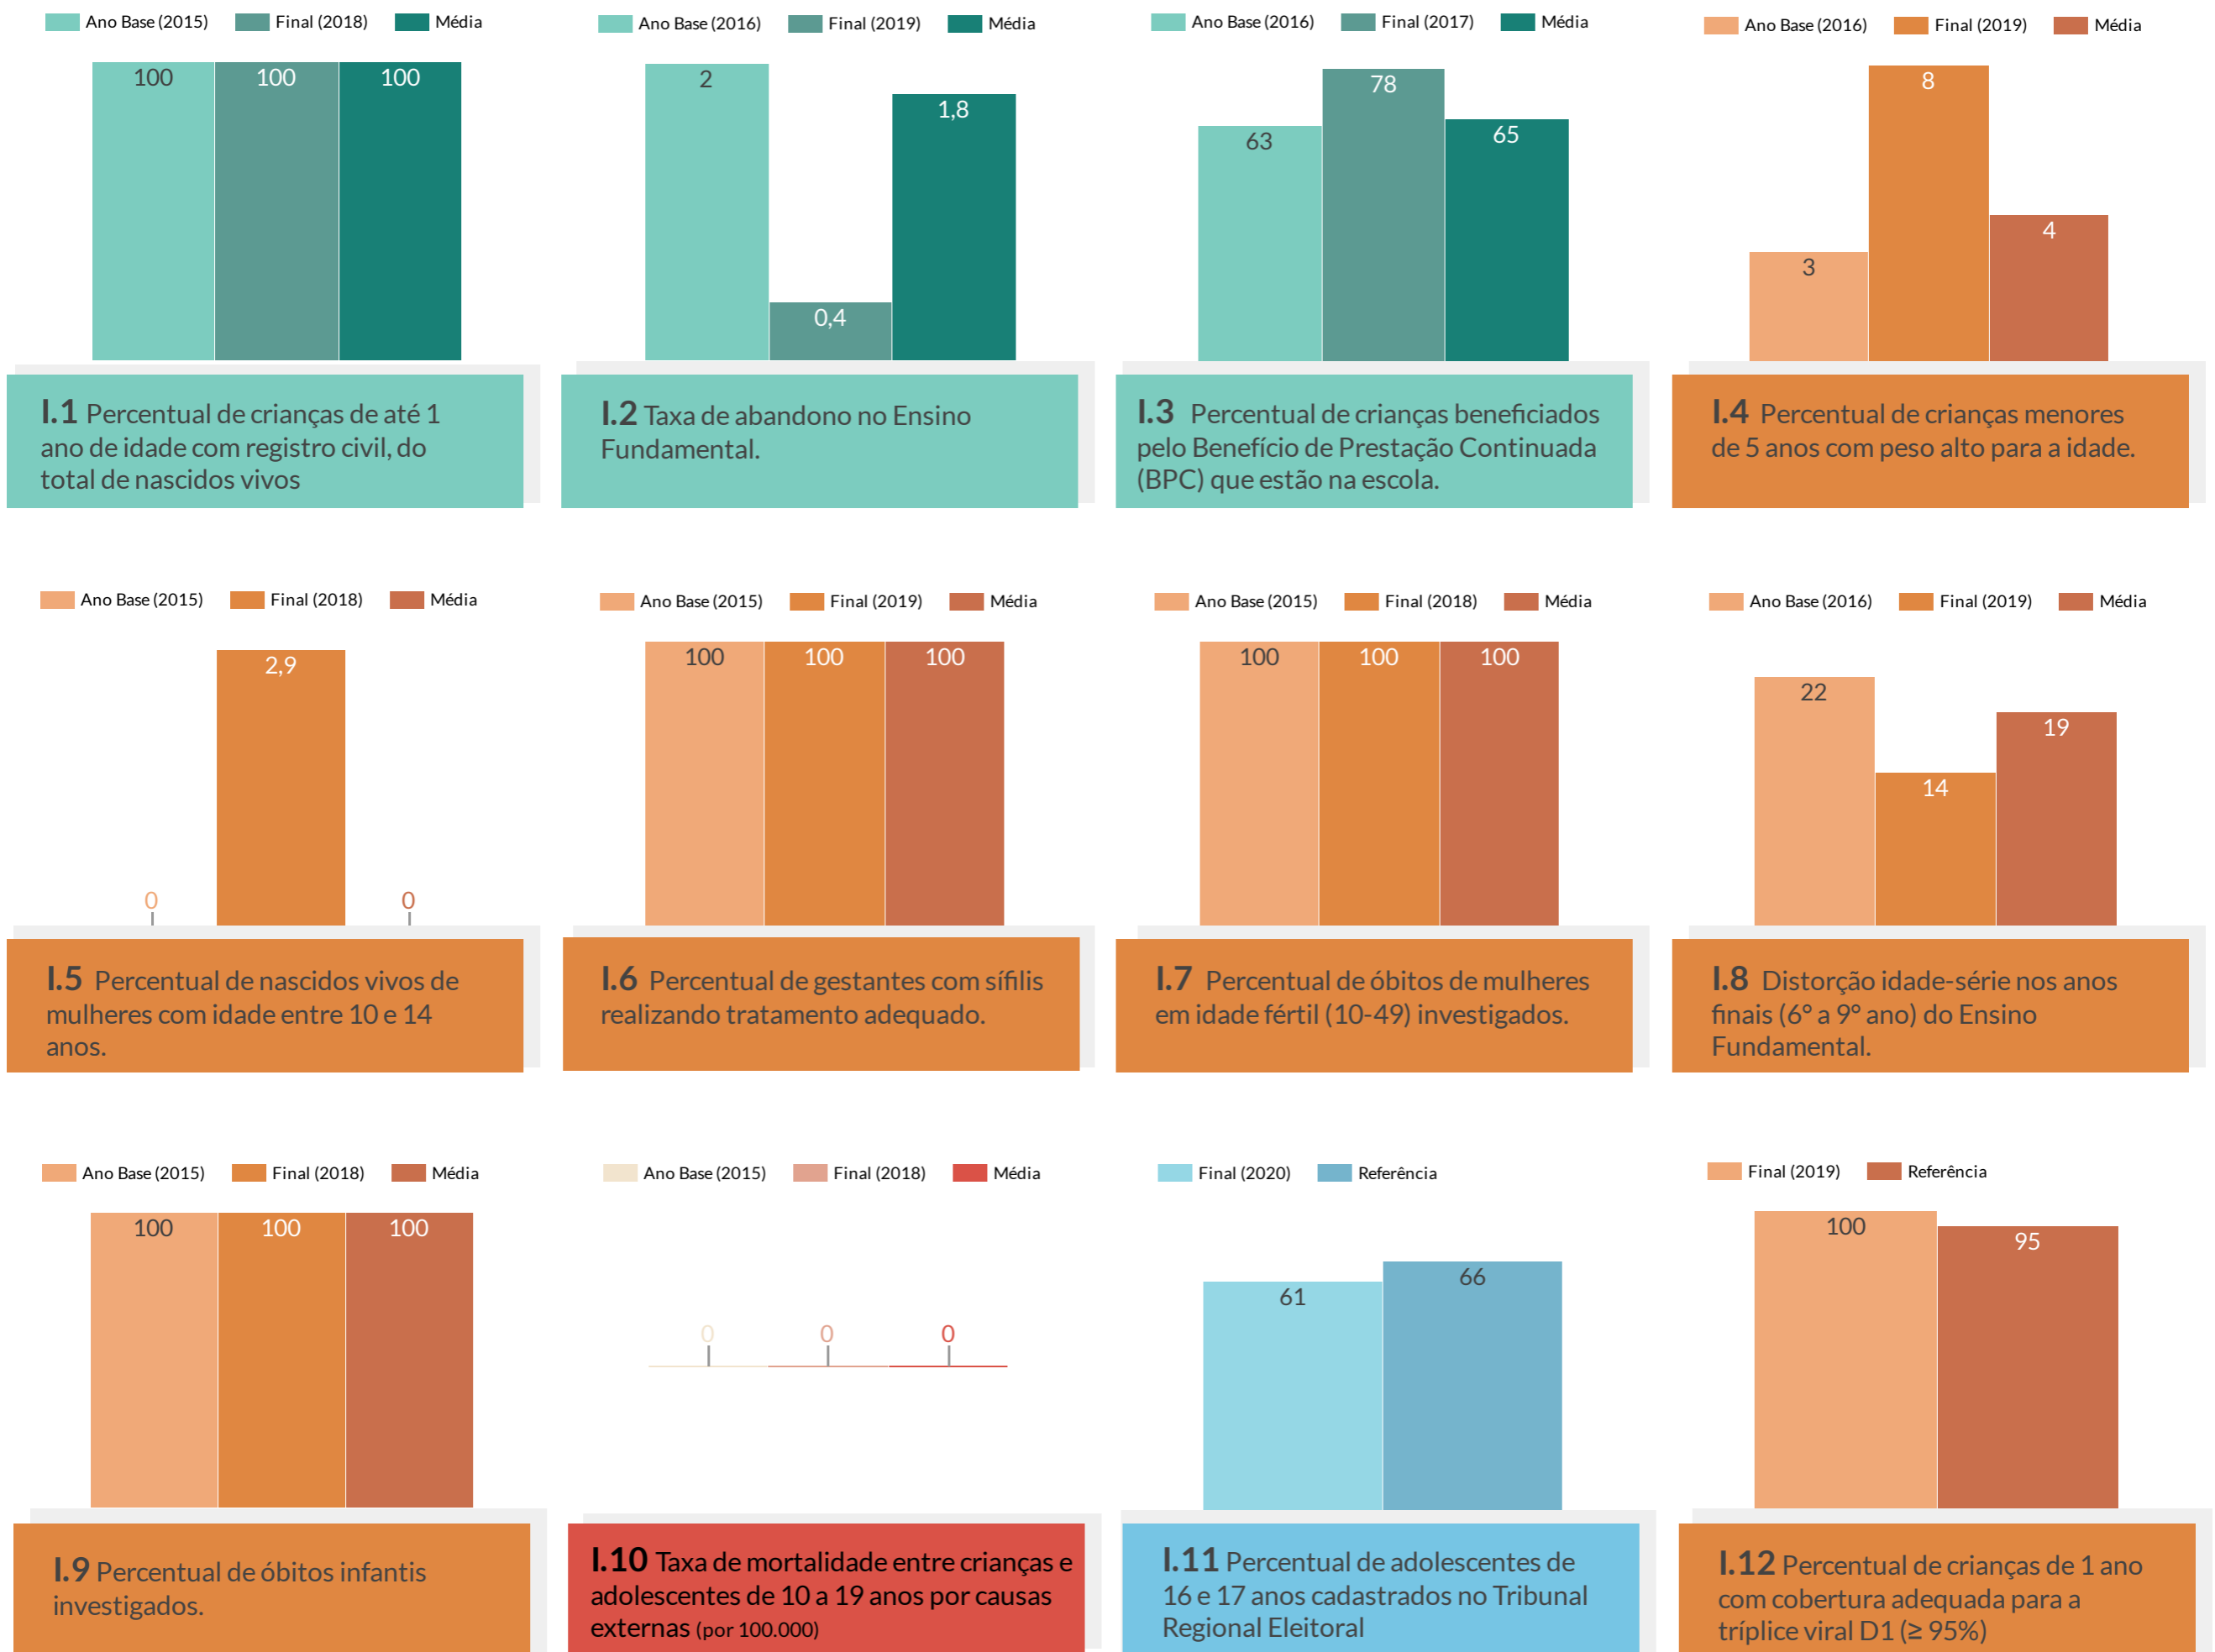 Ano Base (2015) Final (2018) Média
100 100 100
I.1 Percentual de crianças de até 1
ano de idade com registro civil, do
total de nascidos vivos
Ano Base (2016) Final (2019) Média
2 0,4 1,8
I.2 Taxa de abandono no Ensino
Fundamental.
Ano Base (2016) Final (2017) Média
63 78 65
I.3 Percentual de crianças beneficiados
pelo Benefício de Prestação Continuada
(BPC) que estão na escola.
Ano Base (2016) Final (2019) Média
3 8 4
I.4 Percentual de crianças menores
de 5 anos com peso alto para a idade.
Ano Base (2015) Final (2018) Média
0 2,9 0
I.5 Percentual de nascidos vivos de
mulheres com idade entre 10 e 14
anos.
Ano Base (2015) Final (2019) Média
100 100 100
I.6 Percentual de gestantes com sífilis
realizando tratamento adequado.
Ano Base (2015) Final (2018) Média
100 100 100
I.7 Percentual de óbitos de mulheres
em idade fértil (10-49) investigados.
Ano Base (2016) Final (2019) Média
22 14 19
I.8 Distorção idade-série nos anos
finais (6° a 9° ano) do Ensino
Fundamental.
Ano Base (2015) Final (2018) Média
100 100 100
I.9 Percentual de óbitos infantis
investigados.
Ano Base (2015) Final (2018) Média
0 0 0
I.10 Taxa de mortalidade entre crianças e
adolescentes de 10 a 19 anos por causas
externas (por 100.000)
Final (2020) Referência
61 66
I.11 Percentual de adolescentes de
16 e 17 anos cadastrados no Tribunal
Regional Eleitoral
Final (2019) Referência
100 95
I.12 Percentual de crianças de 1 ano
com cobertura adequada para a
tríplice viral D1 (≥ 95%)